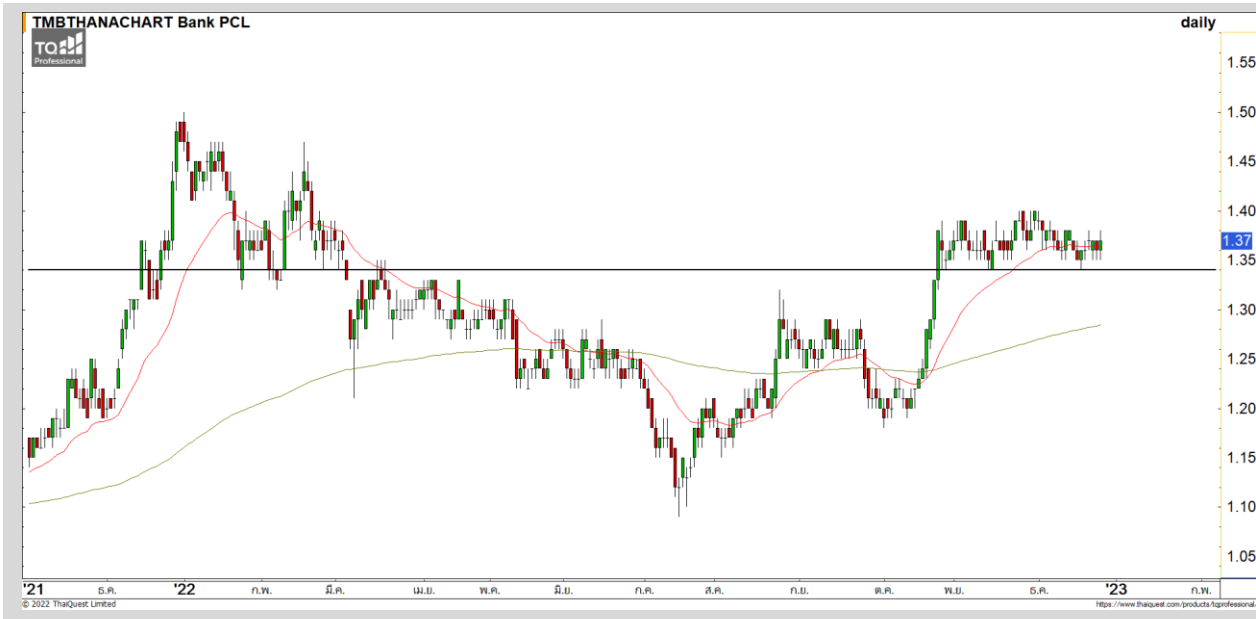 TMBTHANACHART Bank PCL
daily
TQ
Professional
1.55
1.50
1.45
1.40
1.37
1.35
1.30
1.25
1.20
1.15
1.10
1.05
'21 ธ.ค. '22 ก.พ. มี.ค. เม.ย. พ.ค. มิ.ย. ก.ค. ส.ค. ก.ย. ต.ค. พ.ย. ธ.ค. '23 ก.พ.
© 2022 ThaiQuest Limited
https://www.thaiquest.com/products/tqprofessional